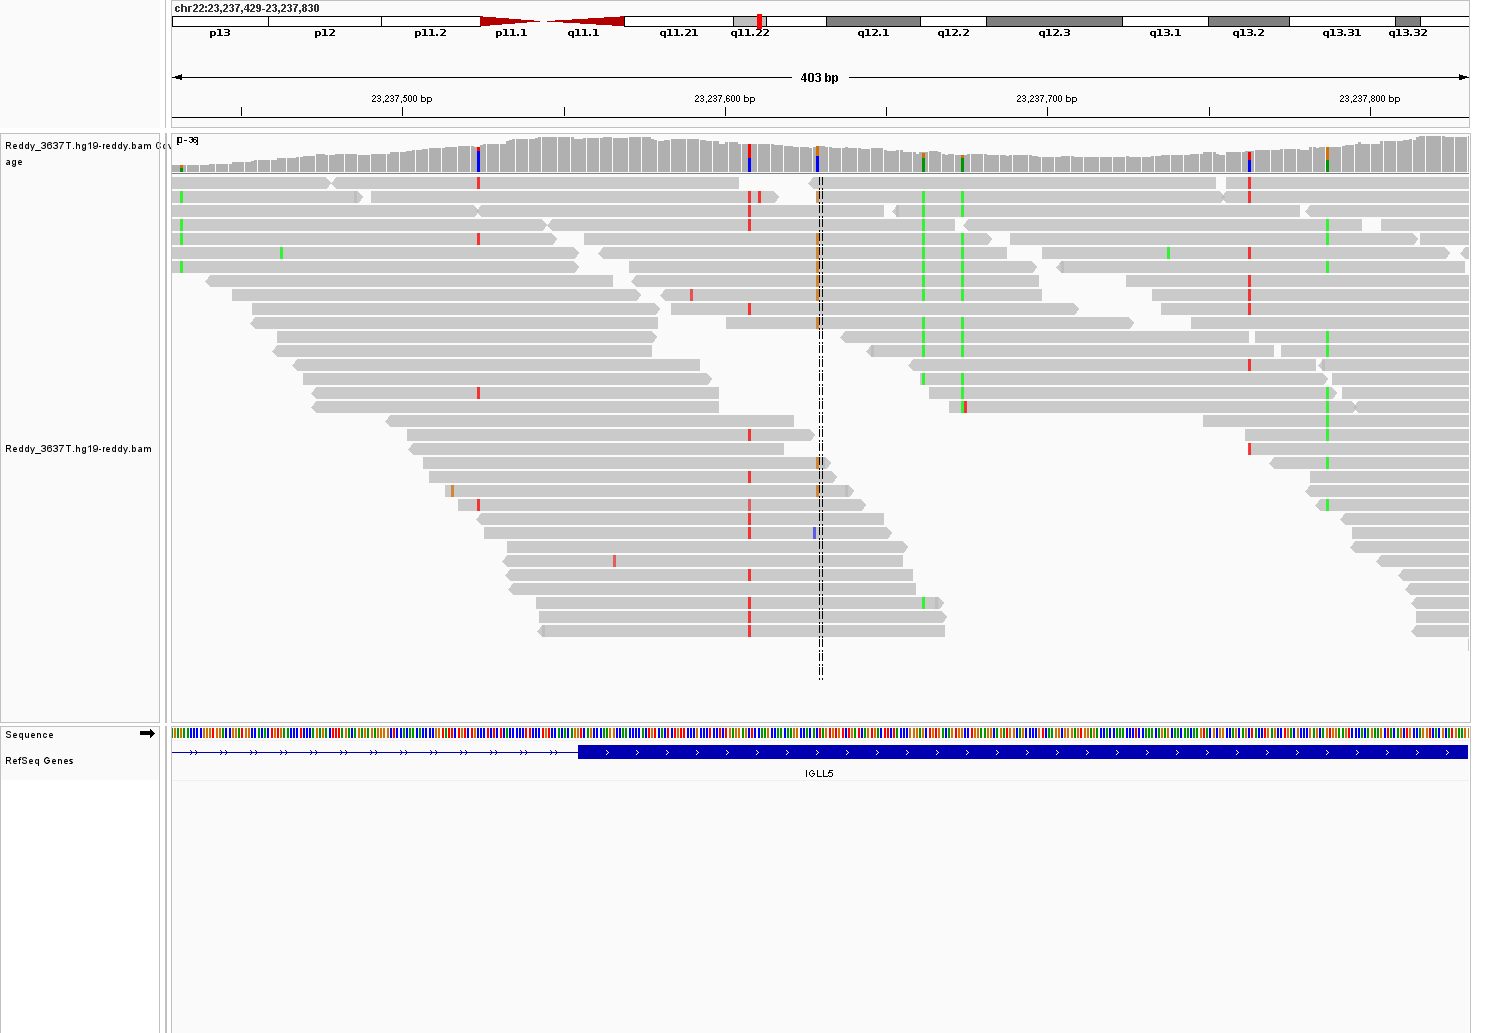 chr22:23,237,429-23,237,830
p13 p12 p11.2 p11.1 q11.1 q11.21 q11.22 q12.1 q12.2 q12.3 q13.1 q13.2 q13.31 q13.32
403 bp
23,237,500 bp 23,237,600 bp 23,237,700 bp 23,237,800 bp
Reddy_3637T.hg19-reddy.bam Cov
age
[0-36]
Reddy_3637T.hg19-reddy.bam
Sequence
RefSeq Genes
IGLL5